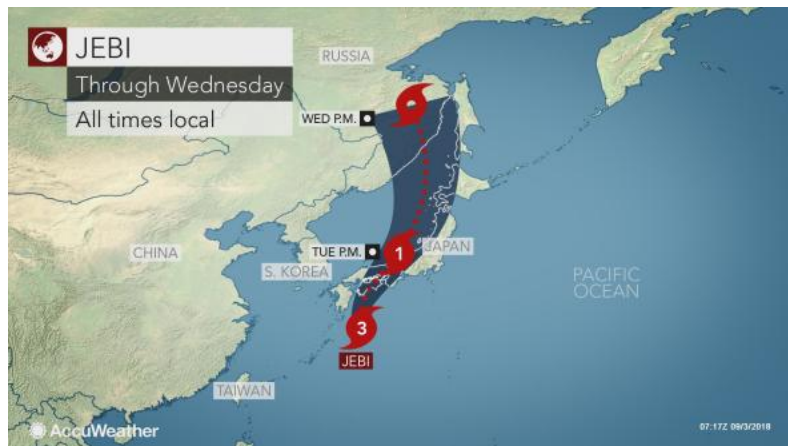 JEBI
Through Wednesday
All times local
RUSSIA
WED P.M.
CHINA
TUE P.M.
1
JAPAN
S. KOREA
PACIFIC
OCEAN
3
JEBI
TAIWAN
AccuWeather
07:17Z 09/3/2018